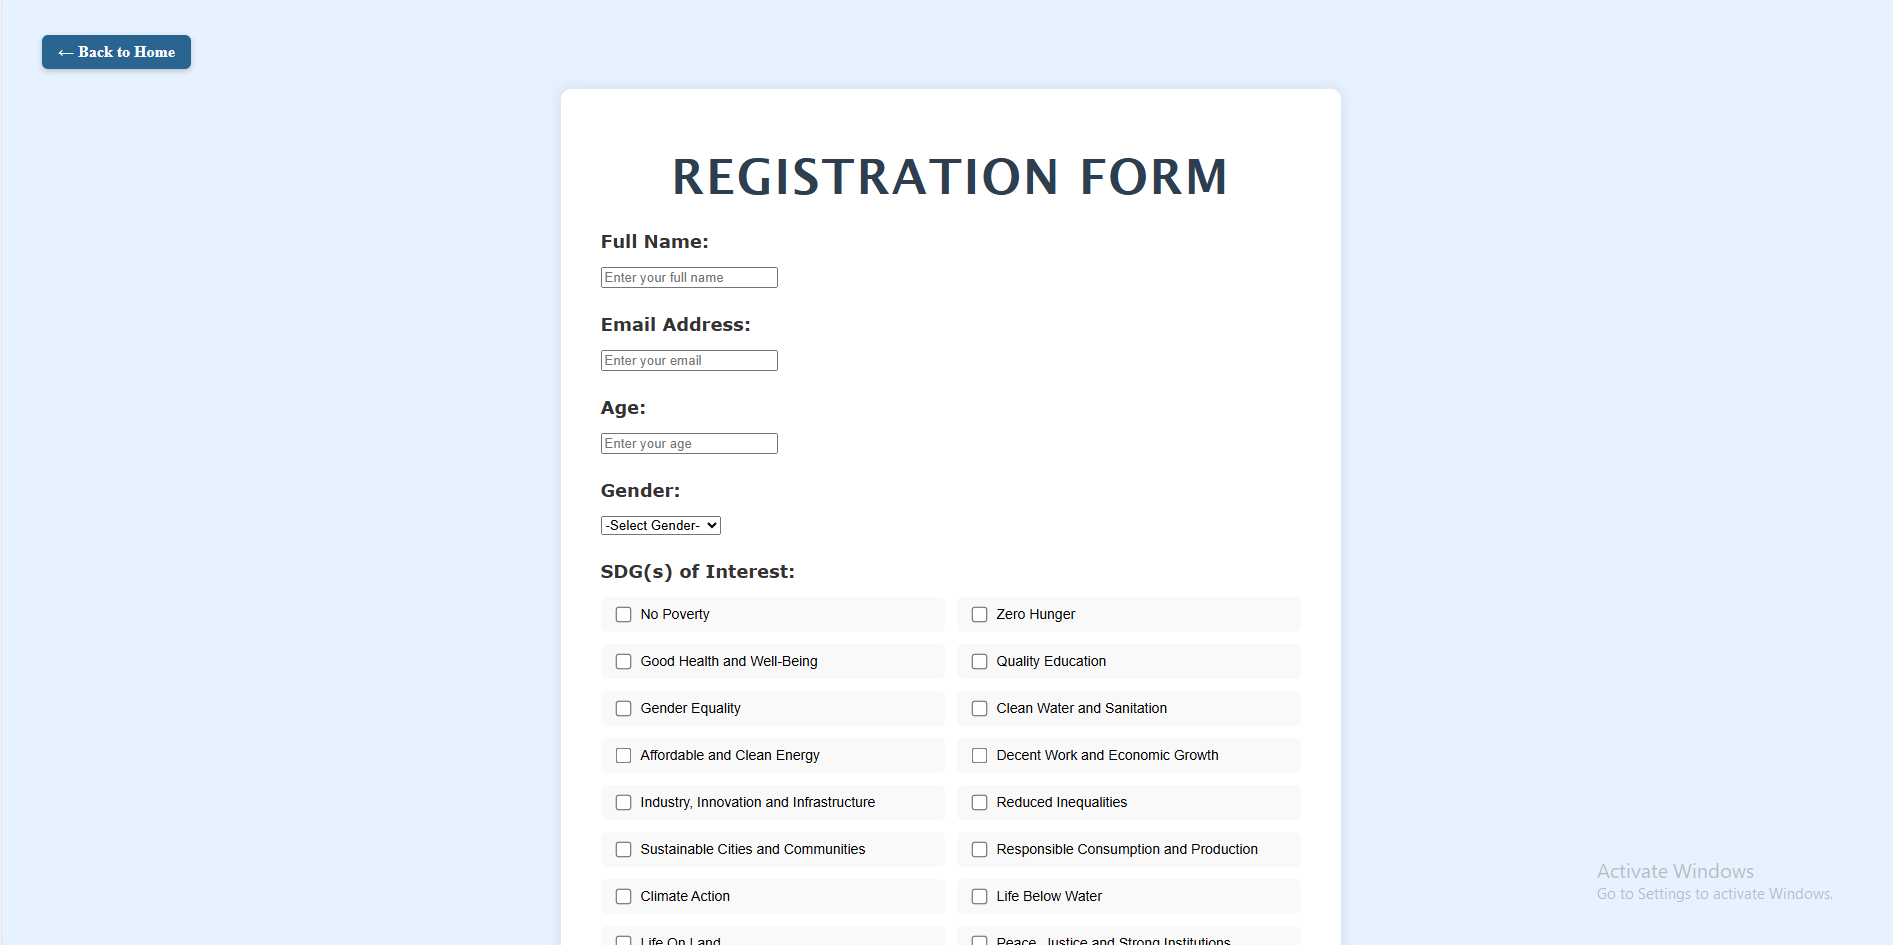 ← Back to Home
REGISTRATION FORM
Full Name:
Enter your full name
Email Address:
Enter your email
Age:
Enter your age
Gender:
-Select Gender-
SDG(s) of Interest:
No Poverty
Zero Hunger
Good Health and Well-Being
Quality Education
Gender Equality
Clean Water and Sanitation
Affordable and Clean Energy
Decent Work and Economic Growth
Industry, Innovation and Infrastructure
Reduced Inequalities
Sustainable Cities and Communities
Responsible Consumption and Production
Climate Action
Life Below Water
Life On Land
Peace, Justice and Strong Institutions
Activate Windows
Go to Settings to activate Windows.